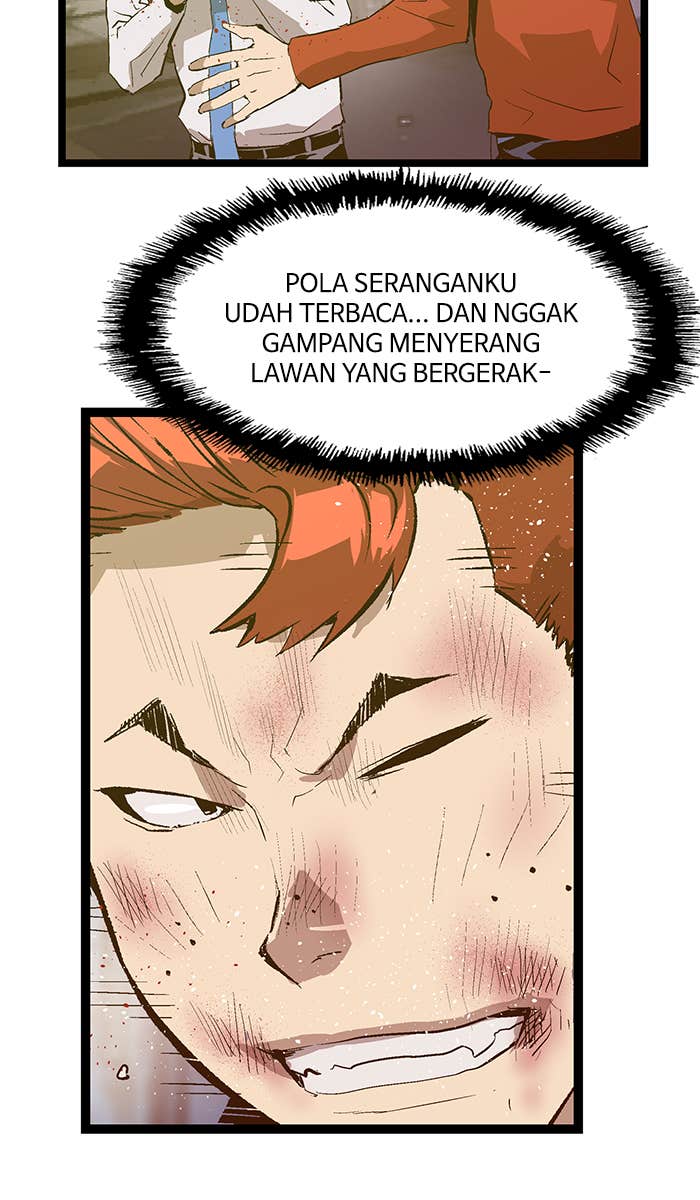 POLA SERANGANKU
UDAH TERBACA... DAN NGGAK
GAMPANG MENYERANG
LAWAN YANG BERGERAK-